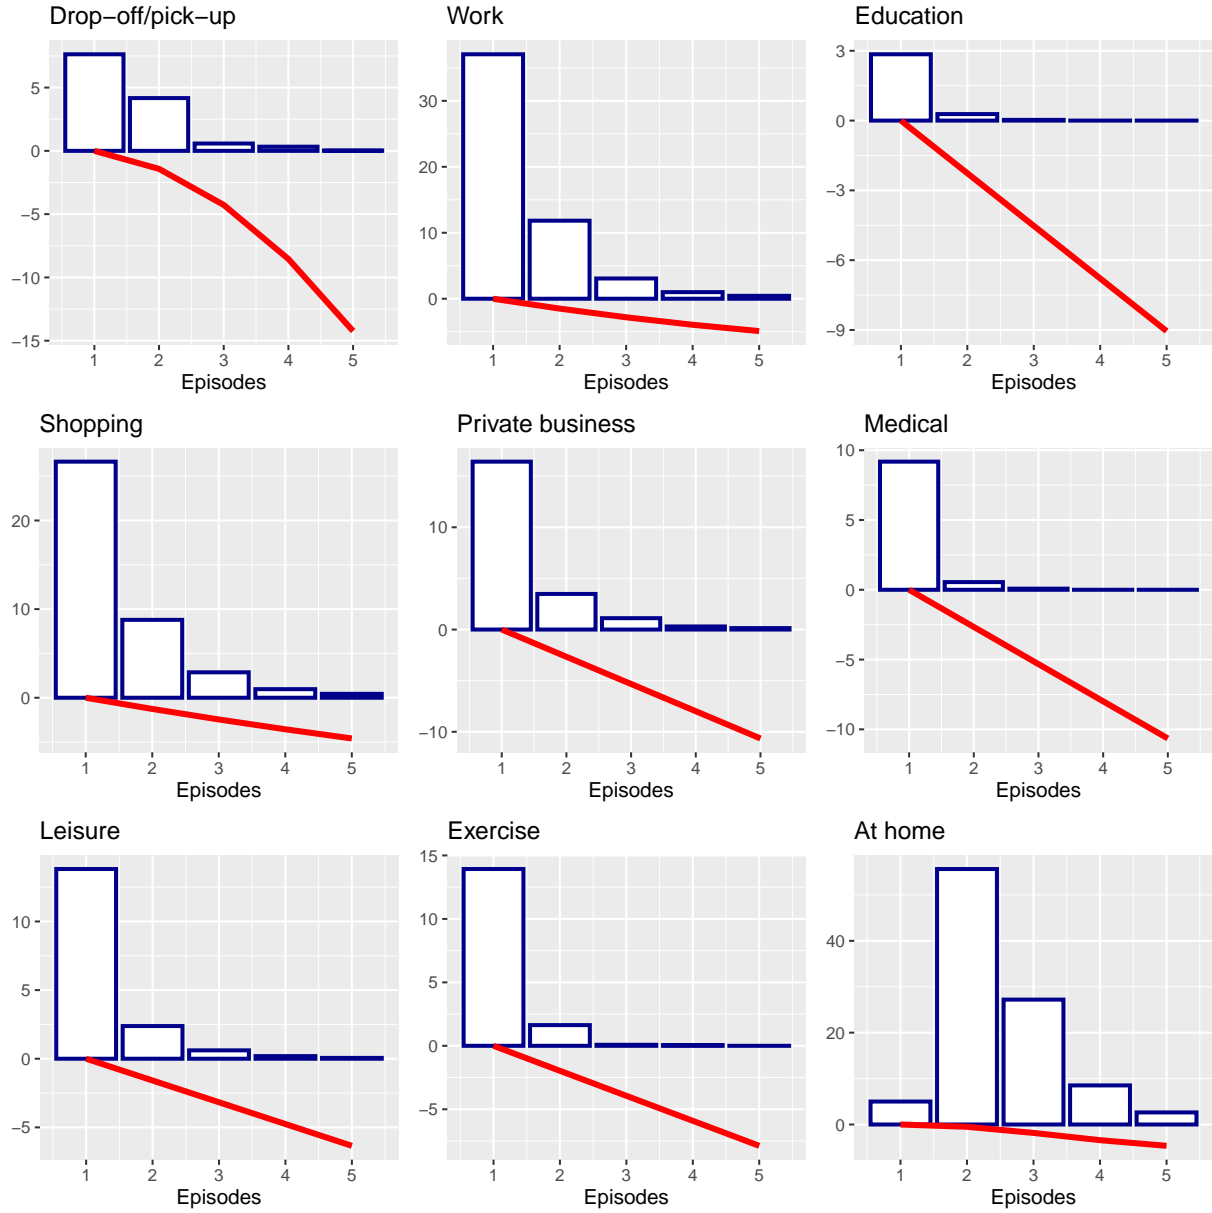 Drop−off/pick−up
Work
Education
5
0
−5
−10
−15
1 2 3 4 5
Episodes
30
20
10
0
1 2 3 4 5
Episodes
3
0
−3
−6
−9
1 2 3 4 5
Episodes
Shopping
Private business
Medical
20
10
0
1 2 3 4 5
Episodes
10
0
−10
1 2 3 4 5
Episodes
10
5
0
−5
−10
1 2 3 4 5
Episodes
Leisure
Exercise
At home
10
5
0
−5
1 2 3 4 5
Episodes
15
10
5
0
−5
1 2 3 4 5
Episodes
40
20
0
1 2 3 4 5
Episodes